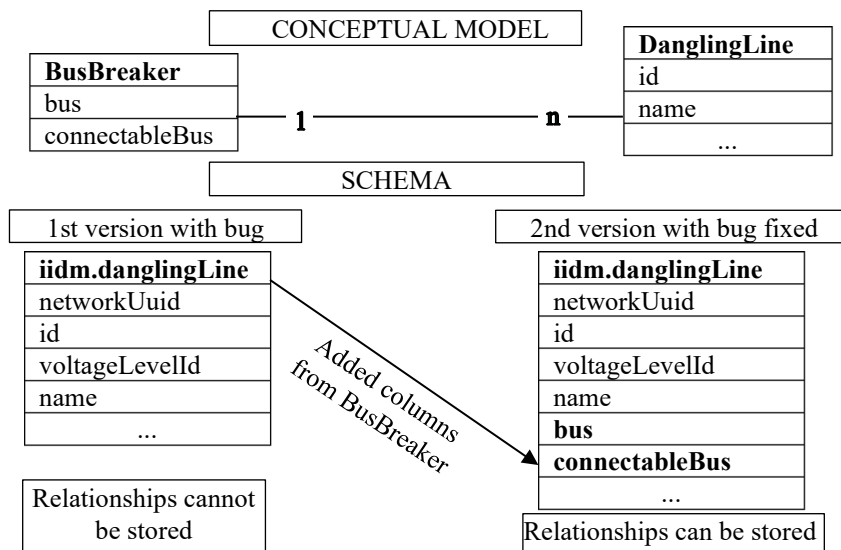 CONCEPTUAL MODEL
BusBreaker
bus
connectableBus
1
n
DanglingLine
id
name
...
SCHEMA
1st version with bug
iidm.danglingLine
networkUuid
id
voltageLevelId
name
...
Relationships cannot
be stored
Added columns
from BusBreaker
2nd version with bug fixed
iidm.danglingLine
networkUuid
id
voltageLevelId
name
bus
connectableBus
...
Relationships can be stored